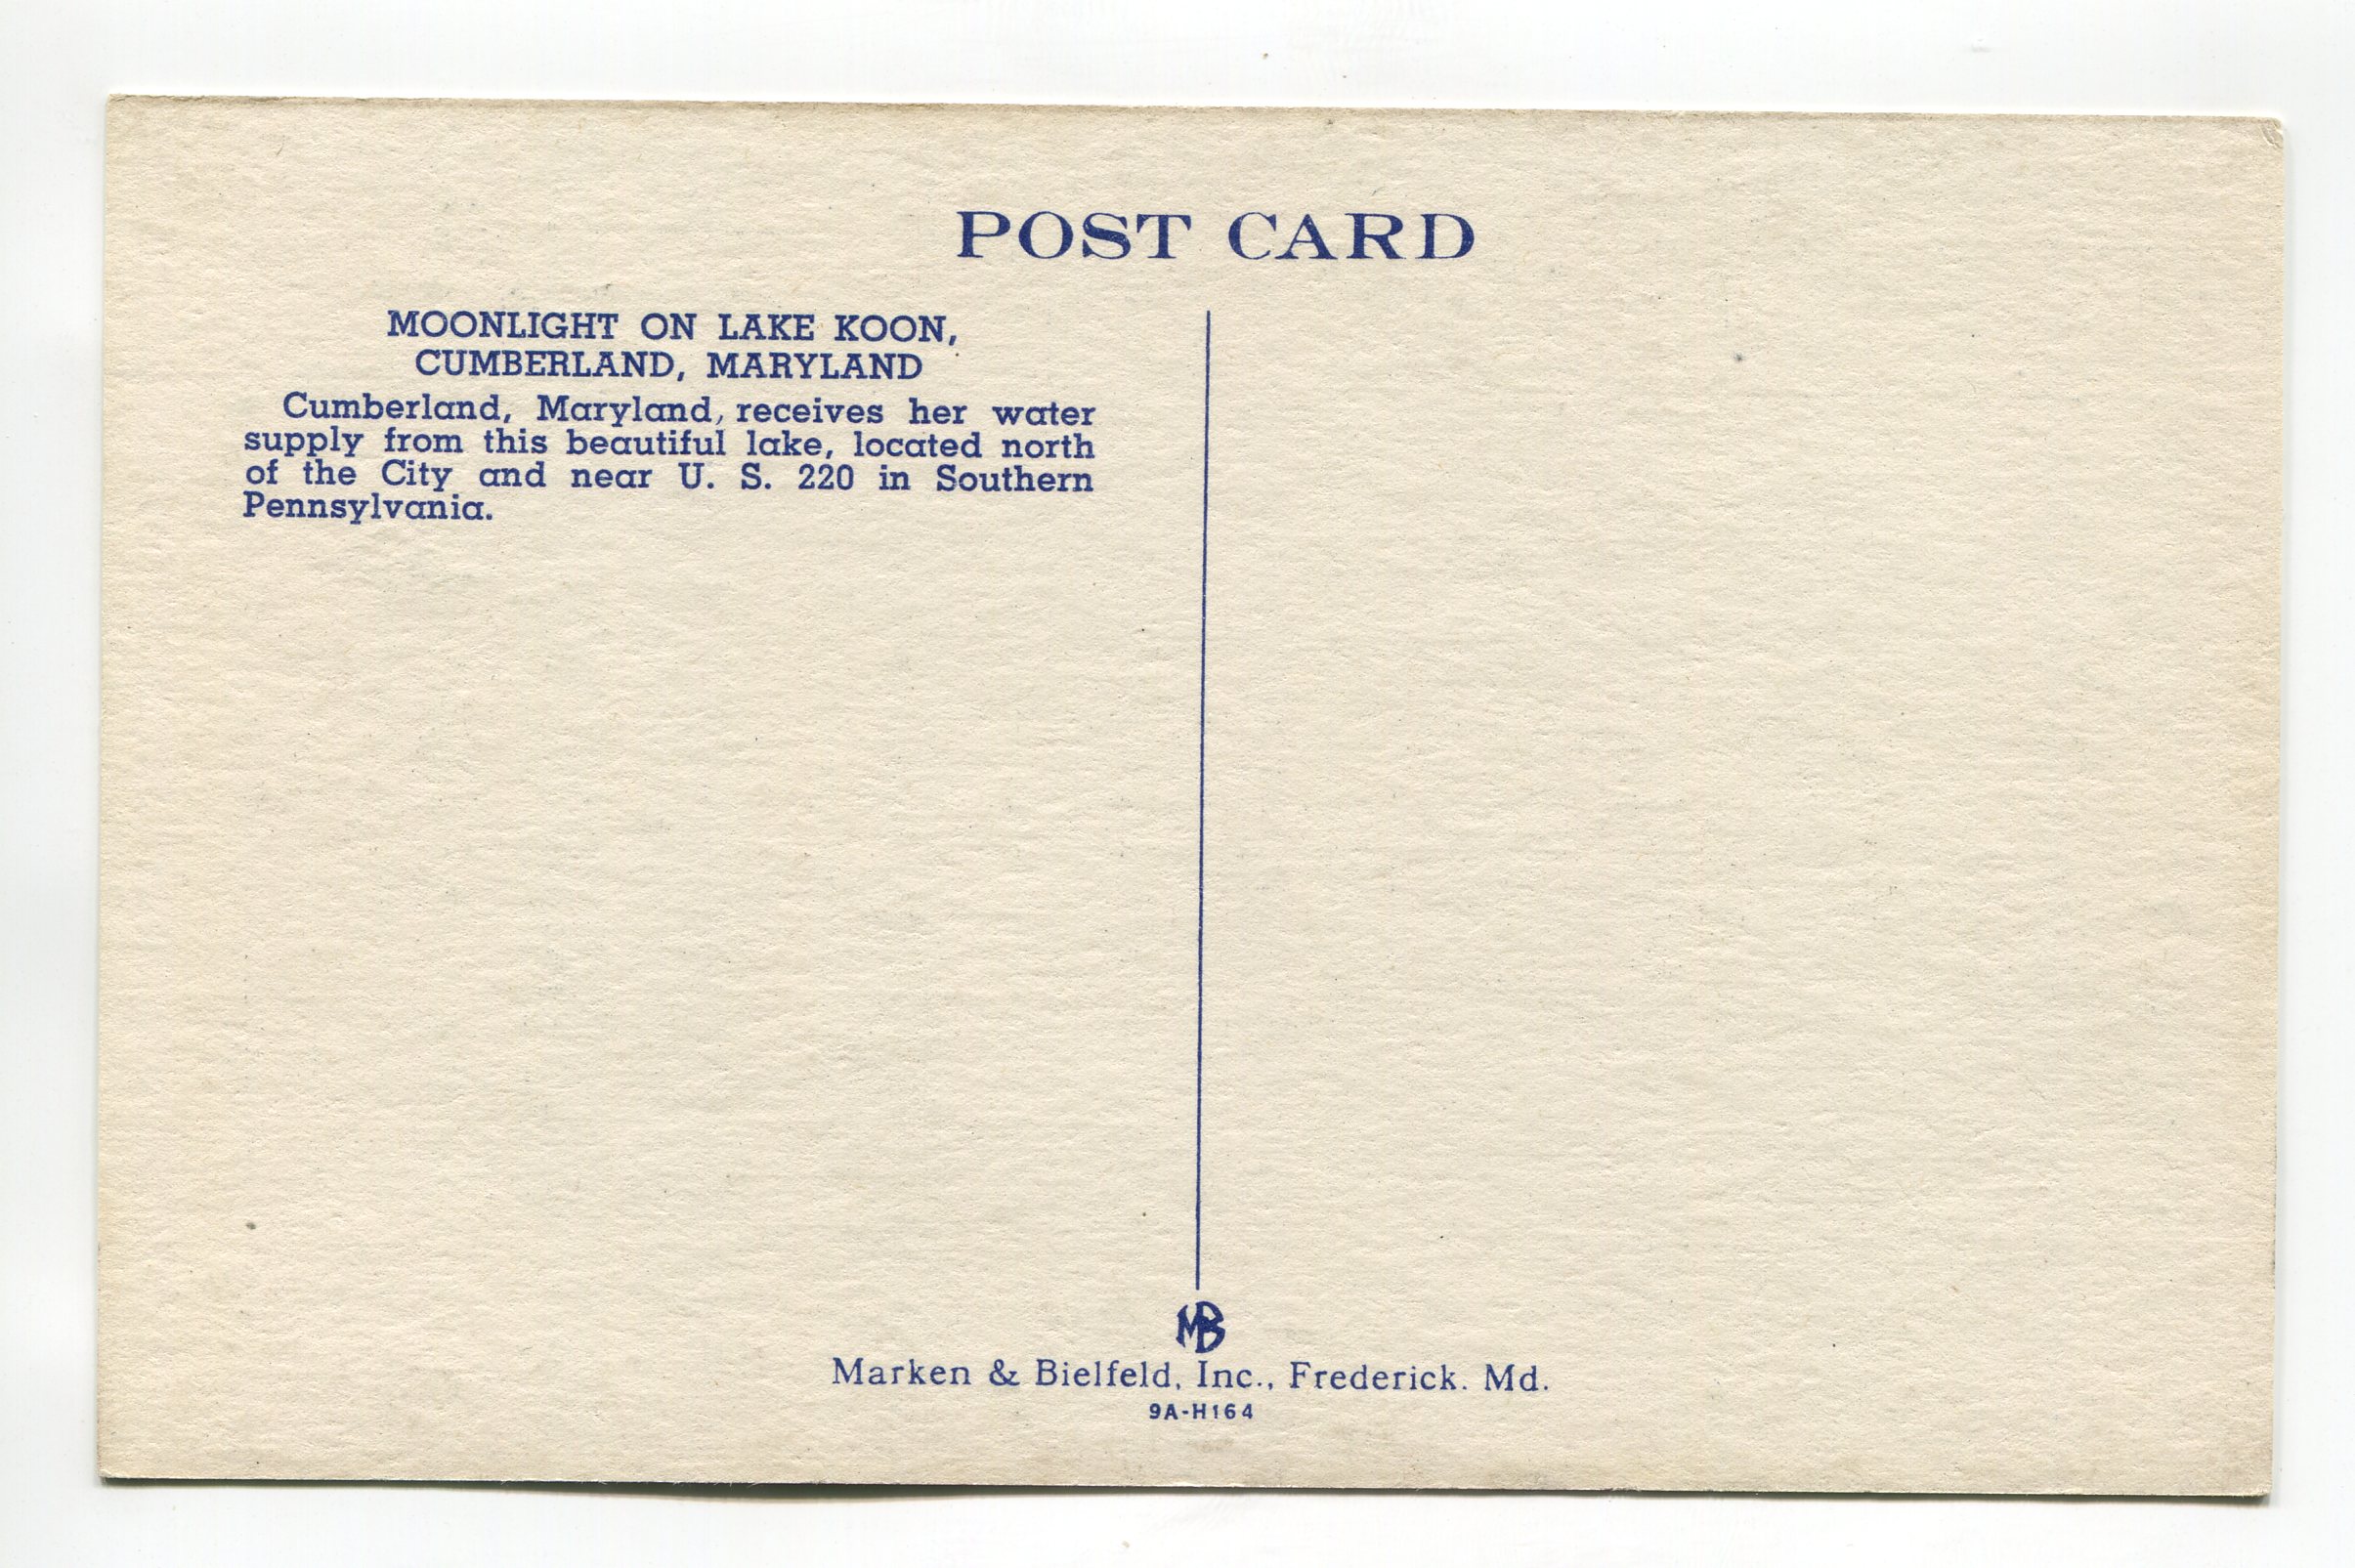 POST CARD
MOONLIGHT ON LAKE KOON,
CUMBERLAND, MARYLAND
Cumberland, Maryland, receives her water
supply from this beautiful lake, located north
of the City and near U. S. 220 in Southern
Pennsylvania.
MB
Marken & Bielfeld, Inc., Frederick. Md.
9A-H164